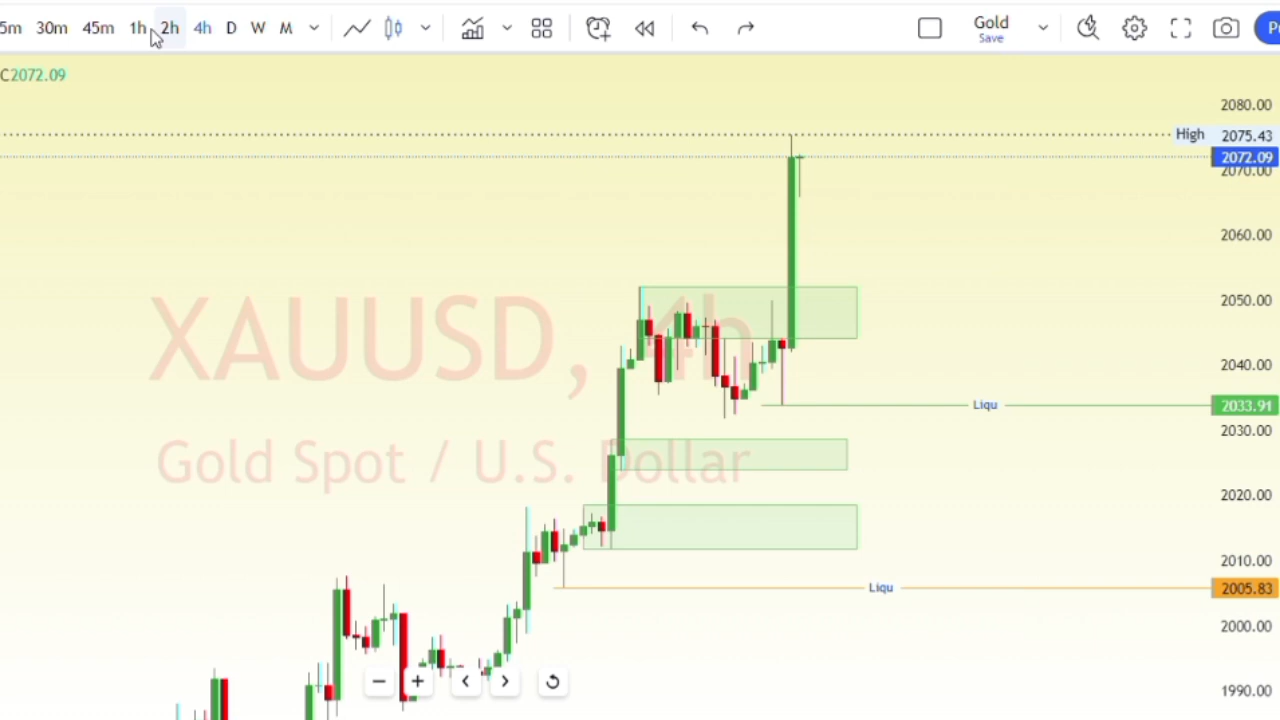 5m 30m 45m 1h 2h 4h D W M Gold
Save
C2072.09
2080.00
High 2075.43
2072.09
2070.00
2060.00
2050.00
XAUUSD, 4h
2040.00
Liqu 2033.91
2030.00
Gold Spot / U.S. Dollar
2020.00
2010.00
Liqu 2005.83
2000.00
1990.00